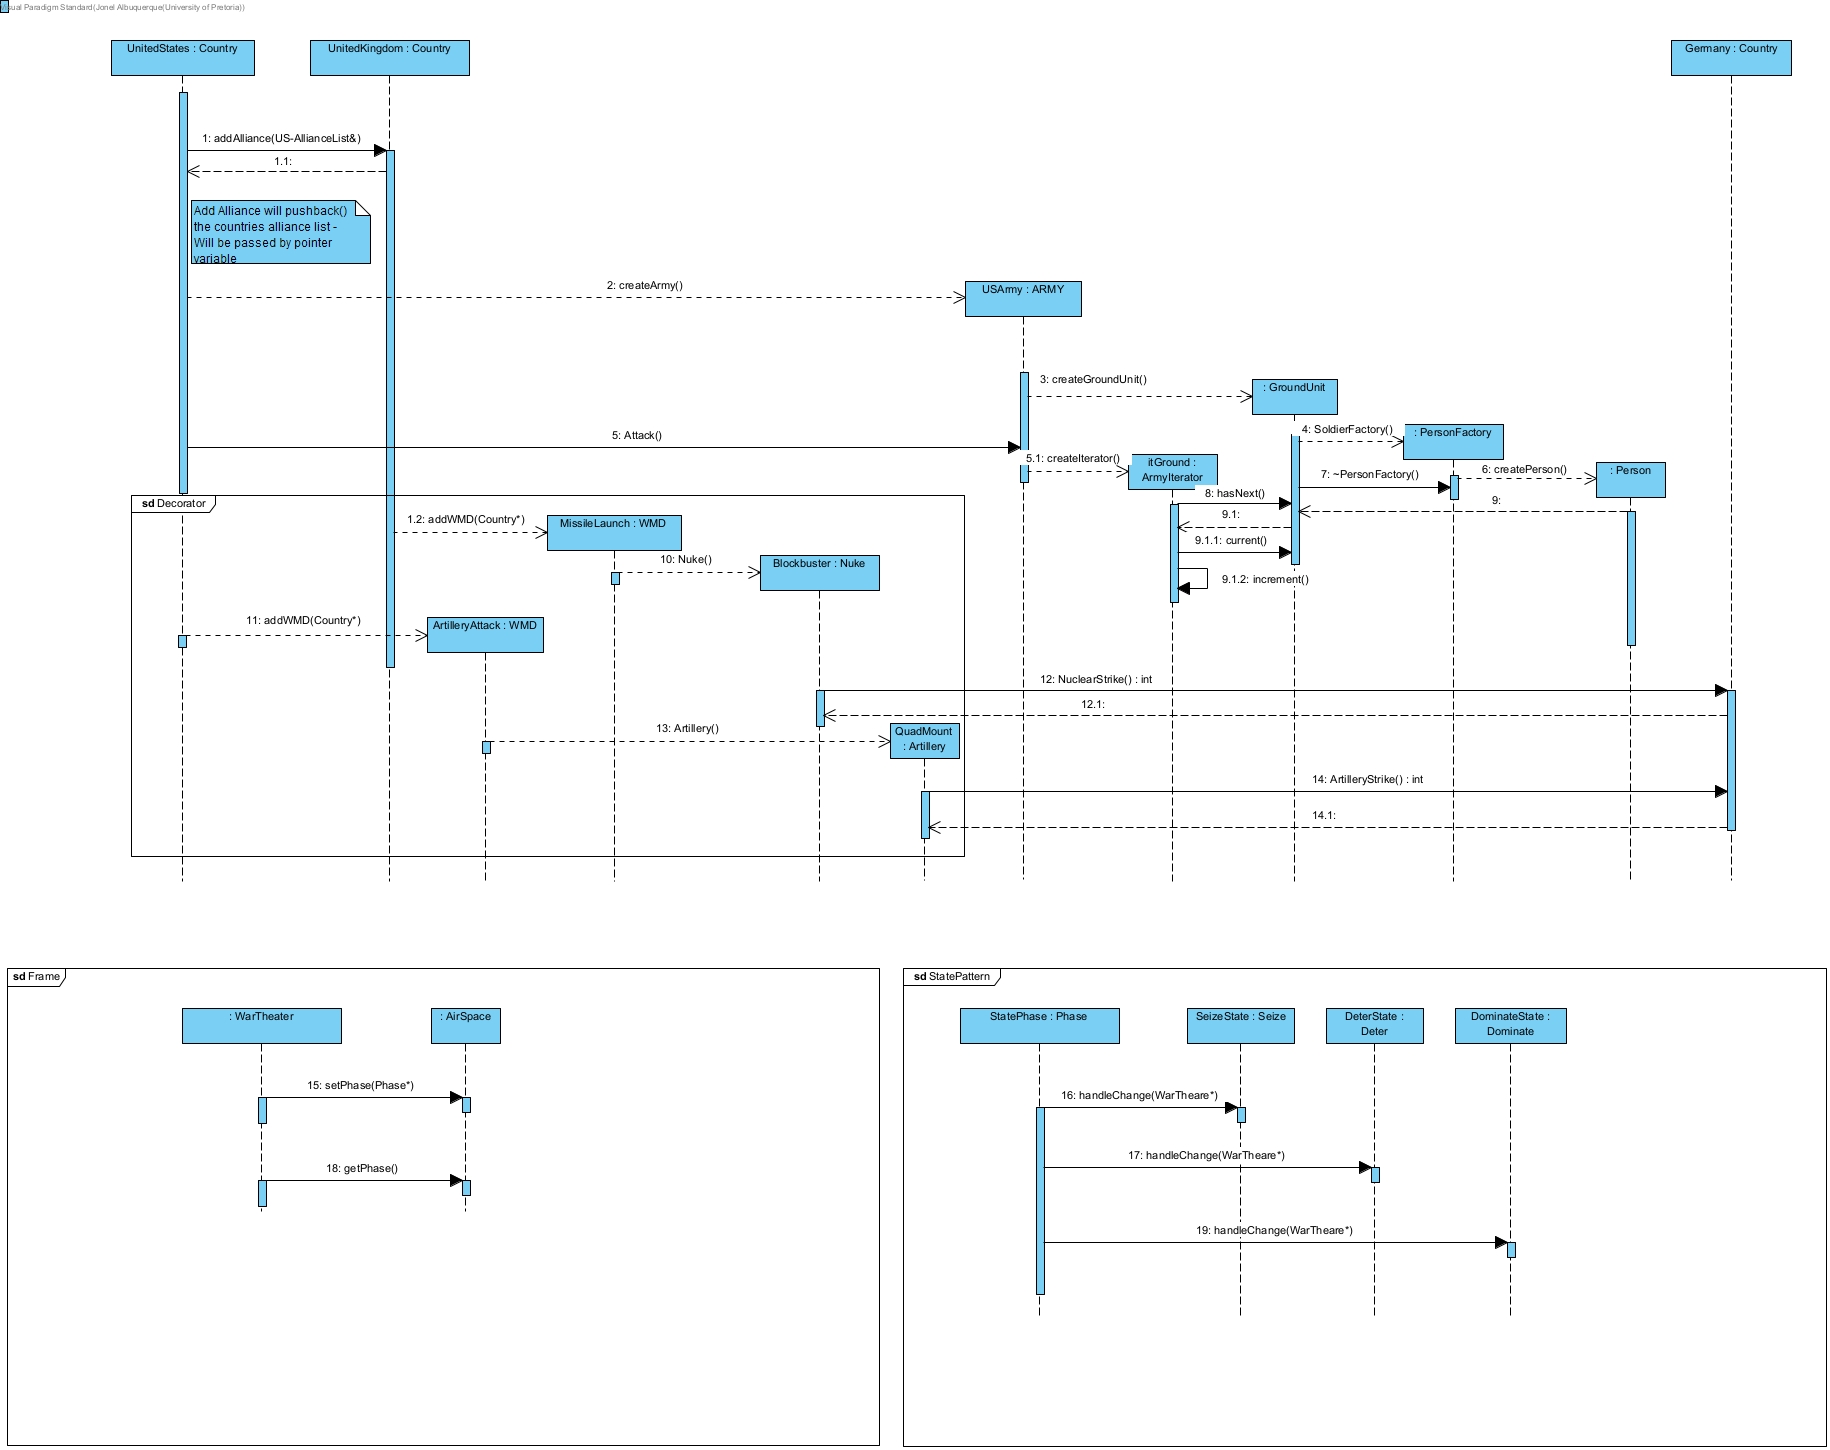 Visual Paradigm Standard(Jonel Albuquerque(University of Pretoria))
UnitedStates : Country
UnitedKingdom : Country
Germany : Country
1: addAlliance(US-AllianceList&)
1.1:
Add Alliance will pushback()
the countries alliance list -
Will be passed by pointer
variable
2: createArmy()
USArmy : ARMY
3: createGroundUnit()
: GroundUnit
4: SoldierFactory()
: PersonFactory
5: Attack()
5.1: createIterator()
itGround :
ArmyIterator
6: createPerson()
: Person
7: ~PersonFactory()
8: hasNext()
9:
9.1:
9.1.1: current()
9.1.2: increment()
sd Decorator
1.2: addWMD(Country*)
MissileLaunch : WMD
10: Nuke()
Blockbuster : Nuke
11: addWMD(Country*)
ArtilleryAttack : WMD
12: NuclearStrike() : int
12.1:
13: Artillery()
QuadMount
: Artillery
14: ArtilleryStrike() : int
14.1:
sd Frame
: WarTheater
: AirSpace
15: setPhase(Phase*)
18: getPhase()
sd StatePattern
StatePhase : Phase
SeizeState : Seize
DeterState :
Deter
DominateState :
Dominate
16: handleChange(WarTheare*)
17: handleChange(WarTheare*)
19: handleChange(WarTheare*)